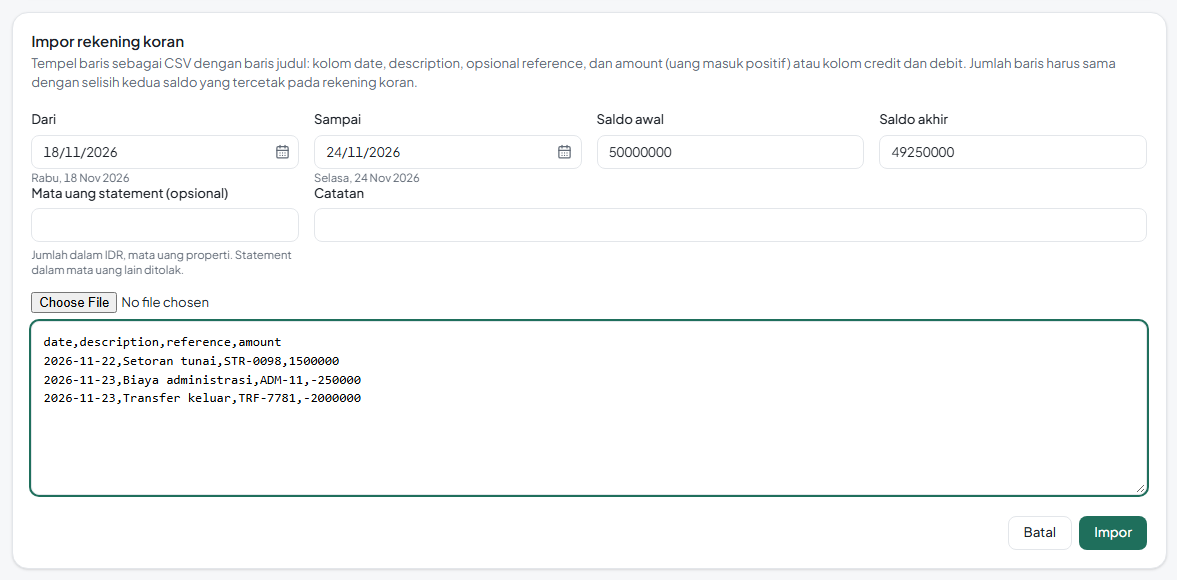 Impor rekening koran
Tempel baris sebagai CSV dengan baris judul: kolom date, description, opsional reference, dan amount (uang masuk positif) atau kolom credit dan debit. Jumlah baris harus sama
dengan selisih kedua saldo yang tercetak pada rekening koran.
Dari
Sampai
Saldo awal
Saldo akhir
18/11/2026
24/11/2026
50000000
49250000
Rabu, 18 Nov 2026
Selasa, 24 Nov 2026
Mata uang statement (opsional)
Catatan
Jumlah dalam IDR, mata uang properti. Statement
dalam mata uang lain ditolak.
Choose File No file chosen
date,description,reference,amount
2026-11-22,Setoran tunai,STR-0098,1500000
2026-11-23,Biaya administrasi,ADM-11,-250000
2026-11-23,Transfer keluar,TRF-7781,-2000000
Batal
Impor